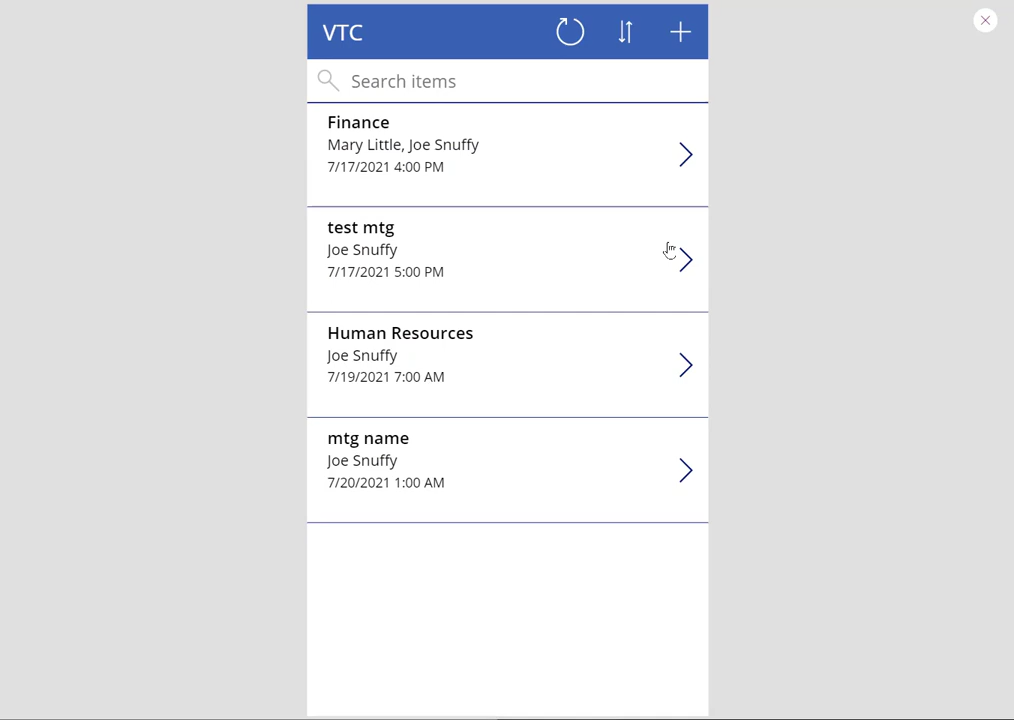 VTC
Search items
Finance
Mary Little, Joe Snuffy
7/17/2021 4:00 PM
test mtg
Joe Snuffy
7/17/2021 5:00 PM
Human Resources
Joe Snuffy
7/19/2021 7:00 AM
mtg name
Joe Snuffy
7/20/2021 1:00 AM